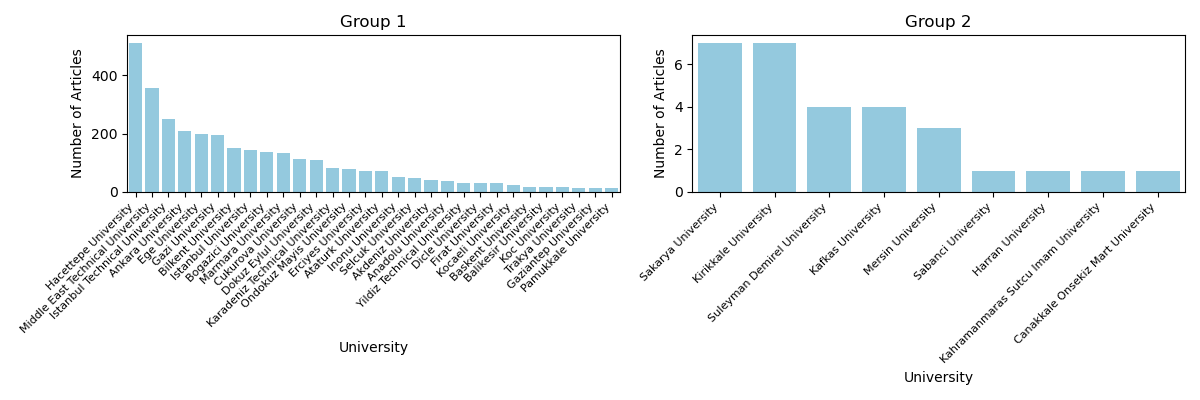 Group 1
Number of Articles
400
200
0
Hacettepe University
Middle East Technical University
Istanbul Technical University
Ankara University
Ege University
Gazi University
Bilkent University
Istanbul University
Bogazici University
Marmara University
Cukurova University
Dokuz Eylul University
Karadeniz Technical University
Ondokuz Mayis University
Erciyes University
Ataturk University
Inonu University
Selcuk University
Akdeniz University
Anadolu University
Yildiz Technical University
Dicle University
Firat University
Kocaeli University
Baskent University
Balikesir University
Koc University
Trakya University
Gaziantep University
Pamukkale University
University
Group 2
Number of Articles
6
4
2
0
Sakarya University
Kirikkale University
Suleyman Demirel University
Kafkas University
Mersin University
Sabanci University
Harran University
Kahramanmaras Sutcu Imam University
Canakkale Onsekiz Mart University
University